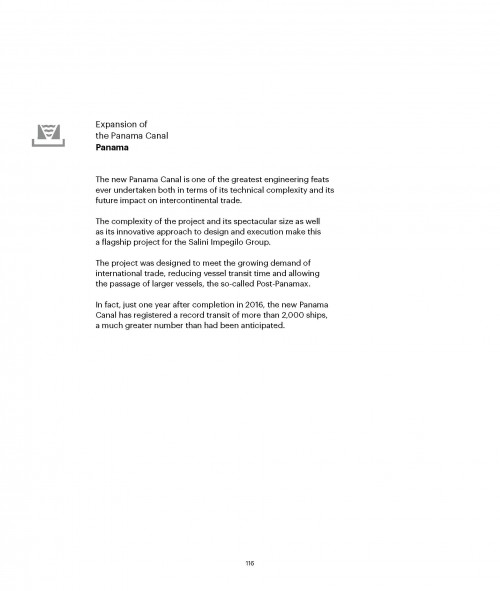 Expansion of
the Panama Canal
Panama
The new Panama Canal is one of the greatest engineering feats
ever undertaken both in terms of its technical complexity and its
future impact on intercontinental trade.
The complexity of the project and its spectacular size as well
as its innovative approach to design and execution make this
a flagship project for the Salini Impegilo Group.
The project was designed to meet the growing demand of
international trade, reducing vessel transit time and allowing
the passage of larger vessels, the so-called Post-Panamax.
In fact, just one year after completion in 2016, the new Panama
Canal has registered a record transit of more than 2,000 ships,
a much greater number than had been anticipated.
116